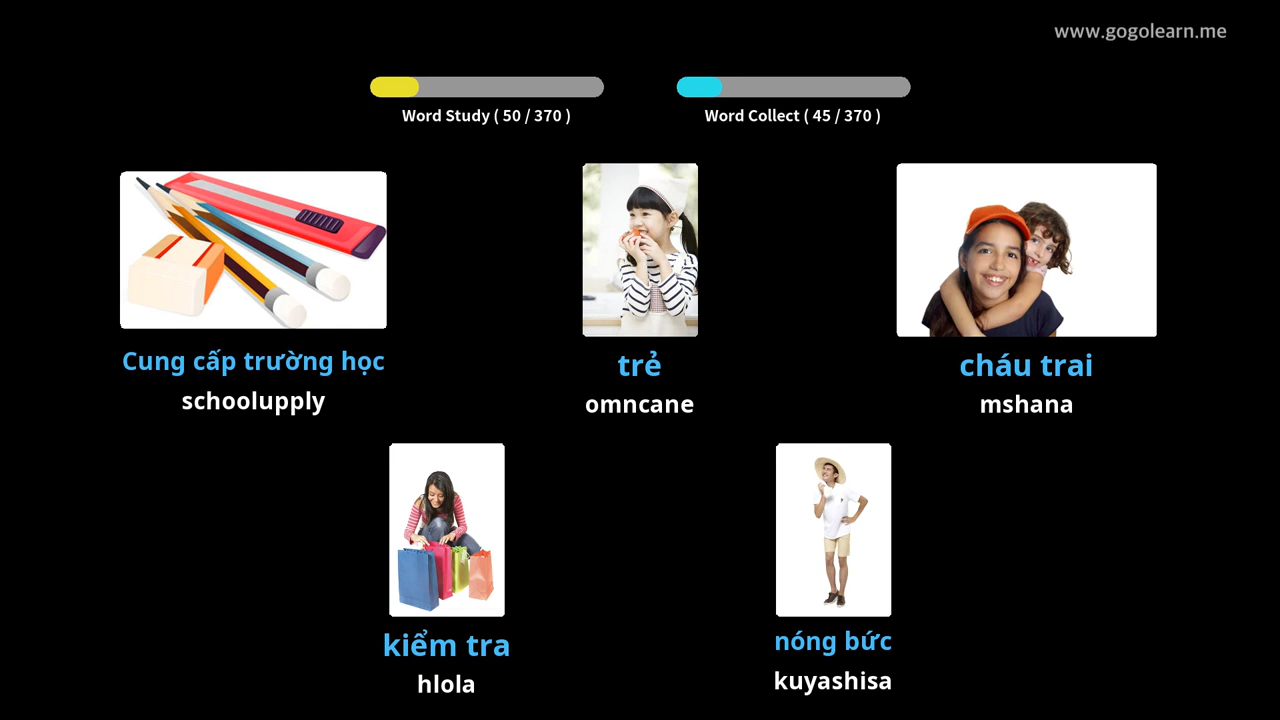 www.gogolearn.me
Word Study ( 50 / 370 )
Word Collect ( 45 / 370 )
Cung cấp trường học
schoolupply
trẻ
omncane
cháu trai
mshana
kiểm tra
hlola
nóng bức
kuyashisa